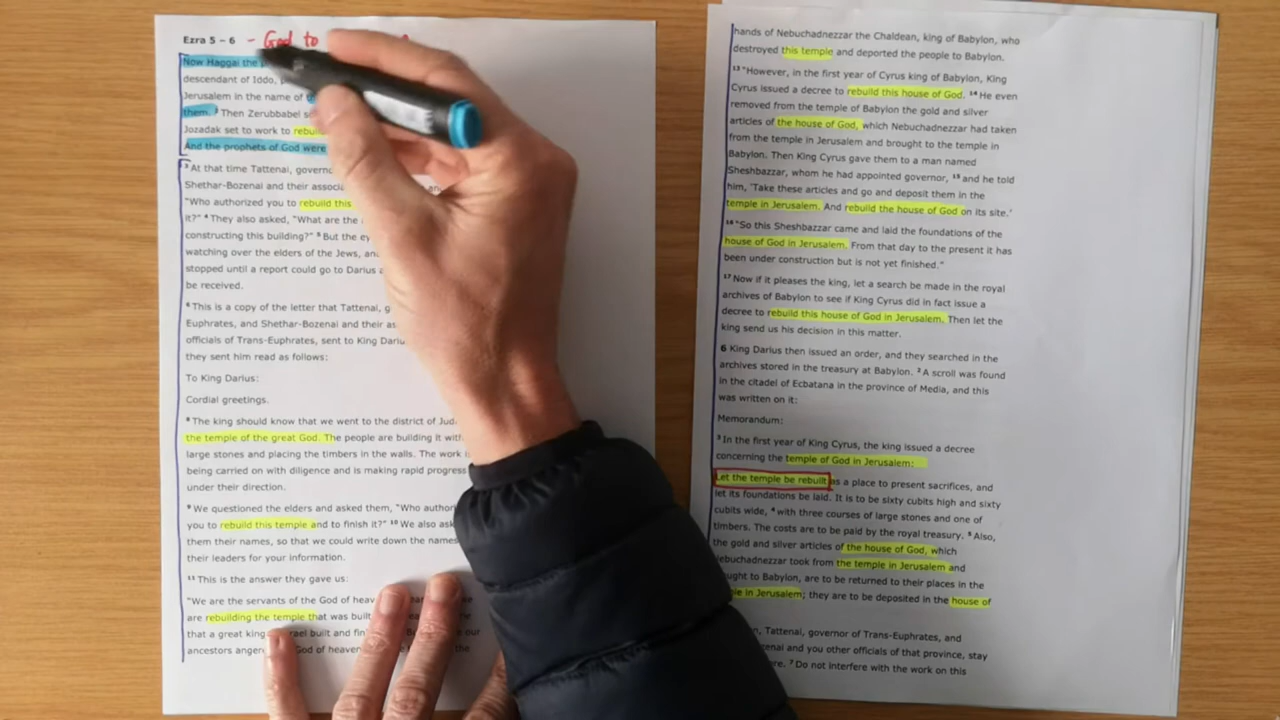 Ezra 5 – 6 - God to
Now Haggai the
descendant of Iddo,
Jerusalem in the name of
them. ² Then Zerubbabel
Jozadak set to work to
And the prophets of God were
³ At that time Tattenai,
Shethar-Bozenai and their
"Who authorized you to rebuild this
it?" ⁴ They also asked, "What are the
constructing this building?" ⁵ But the
watching over the elders of the Jews,
stopped until a report could go to Darius
be received.
⁶ This is a copy of the letter that Tattenai,
Euphrates, and Shethar-Bozenai and their
officials of Trans-Euphrates, sent to King
they sent him read as follows:
To King Darius:
Cordial greetings.
⁸ The king should know that we went to the district of
the temple of the great God. The people are building it
large stones and placing the timbers in the walls. The work
being carried on with diligence and is making rapid progress
under their direction.
⁹ We questioned the elders and asked them, "Who
you to rebuild this temple and to finish it?" ¹⁰ We also
them their names, so that we could write down the names
their leaders for your information.
¹¹ This is the answer they gave us:
"We are the servants of the God of
are rebuilding the temple that was
that a great king built and our
ancestors God of the
hands of Nebuchadnezzar the Chaldean, king of Babylon, who
destroyed this temple and deported the people to Babylon.
¹³ "However, in the first year of Cyrus king of Babylon, King
Cyrus issued a decree to rebuild this house of God. ¹⁴ He even
removed from the temple of Babylon the gold and silver
articles of the house of God, which Nebuchadnezzar had taken
from the temple in Jerusalem and brought to the temple in
Babylon. Then King Cyrus gave them to a man named
Sheshbazzar, whom he had appointed governor, ¹⁵ and he told
him, 'Take these articles and go and deposit them in the
temple in Jerusalem. And rebuild the house of God on its site.'
¹⁶ "So this Sheshbazzar came and laid the foundations of the
house of God in Jerusalem. From that day to the present it has
been under construction but is not yet finished."
¹⁷ Now if it pleases the king, let a search be made in the royal
archives of Babylon to see if King Cyrus did in fact issue a
decree to rebuild this house of God in Jerusalem. Then let the
king send us his decision in this matter.
6 King Darius then issued an order, and they searched in the
archives stored in the treasury at Babylon. ² A scroll was found
in the citadel of Ecbatana in the province of Media, and this
was written on it:
Memorandum:
³ In the first year of King Cyrus, the king issued a decree
concerning the temple of God in Jerusalem:
Let the temple be rebuilt as a place to present sacrifices, and
let its foundations be laid. It is to be sixty cubits high and sixty
cubits wide, ⁴ with three courses of large stones and one of
timbers. The costs are to be paid by the royal treasury. ⁵ Also,
the gold and silver articles of the house of God, which
Nebuchadnezzar took from the temple in Jerusalem and
to Babylon, are to be returned to their places in the
in Jerusalem; they are to be deposited in the house of
Tattenai, governor of Trans-Euphrates, and
and you other officials of that province, stay
⁷ Do not interfere with the work on this